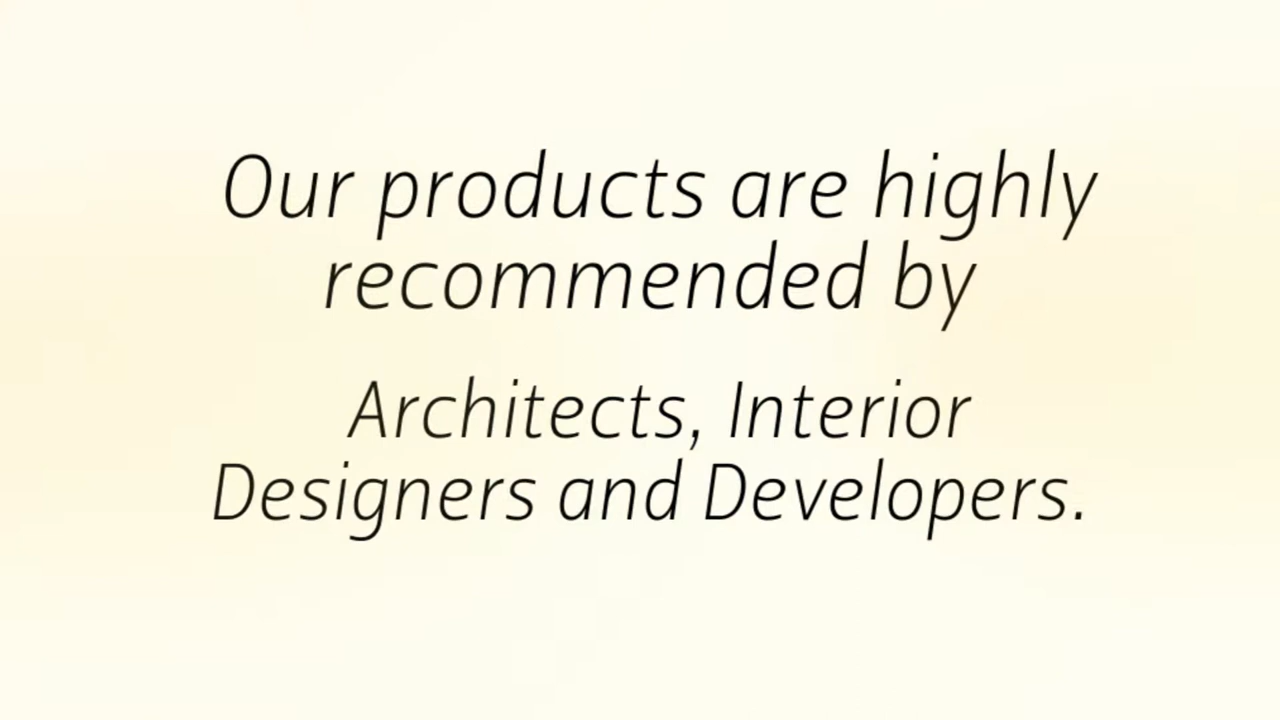 Our products are highly
recommended by
Architects, Interior
Designers and Developers.